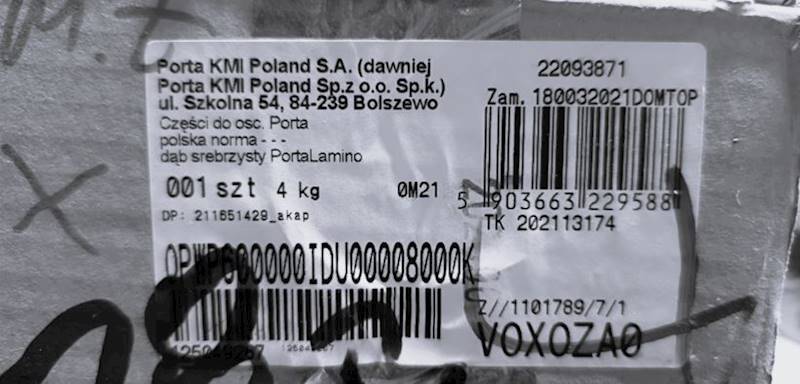 M.t
X
Porta KMI Poland S.A. (dawniej
Porta KMI Poland Sp.z o.o. Sp.k.)
ul. Szkolna 54, 84-239 Bolszewo
Części do osc. Porta
polska norma - - -
dąb srebrzysty PortaLamino
001 szt 4 kg 0M21
DP: 211651429_akap
OPWP600000IDU00008000K
22093871
Zam. 180032021DOMTOP
5 903663 229588
TK 202113174
Z//1101789/7/1
VOXOZA0